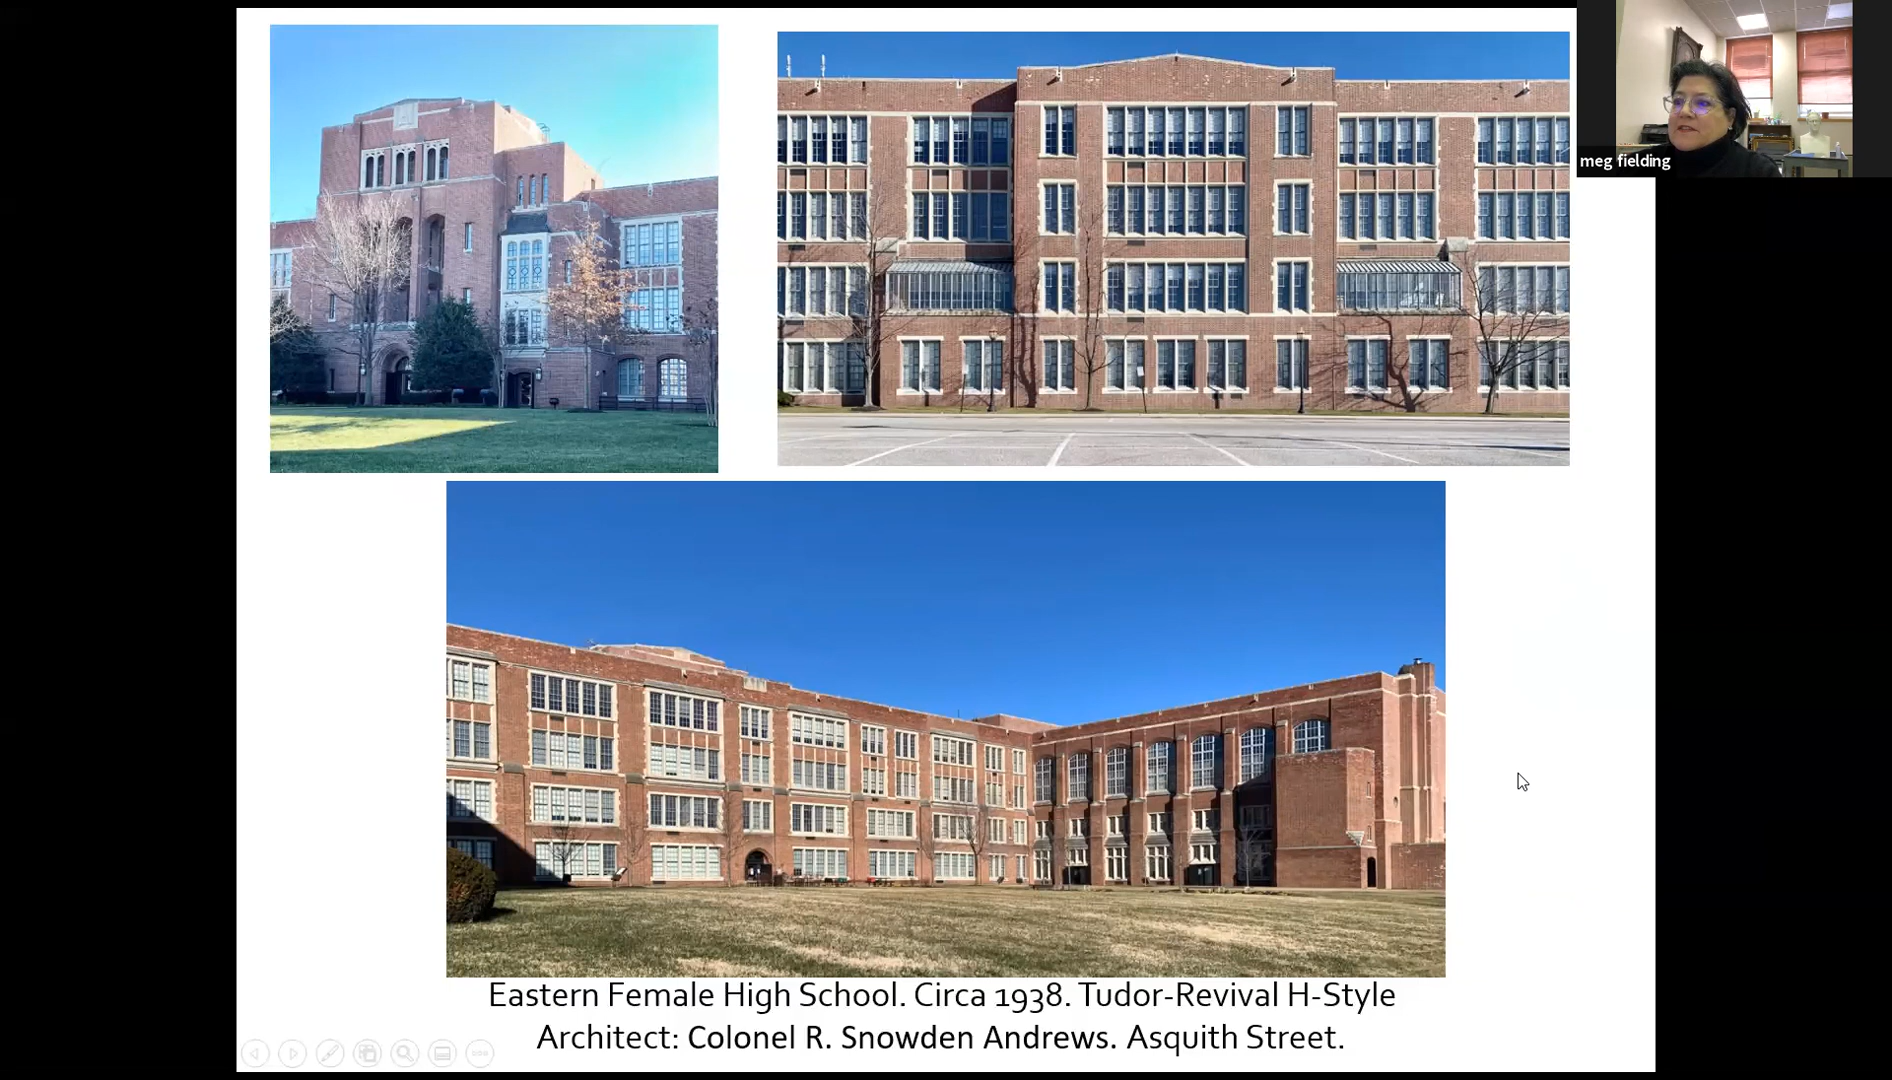 meg fielding
Eastern Female High School. Circa 1938. Tudor-Revival H-Style
Architect: Colonel R. Snowden Andrews. Asquith Street.